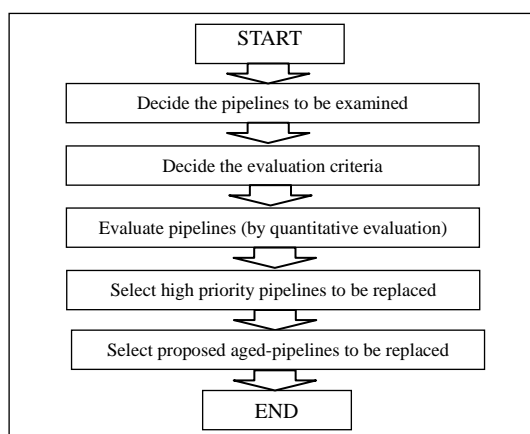 START
Decide the pipelines to be examined
Decide the evaluation criteria
Evaluate pipelines (by quantitative evaluation)
Select high priority pipelines to be replaced
Select proposed aged-pipelines to be replaced
END